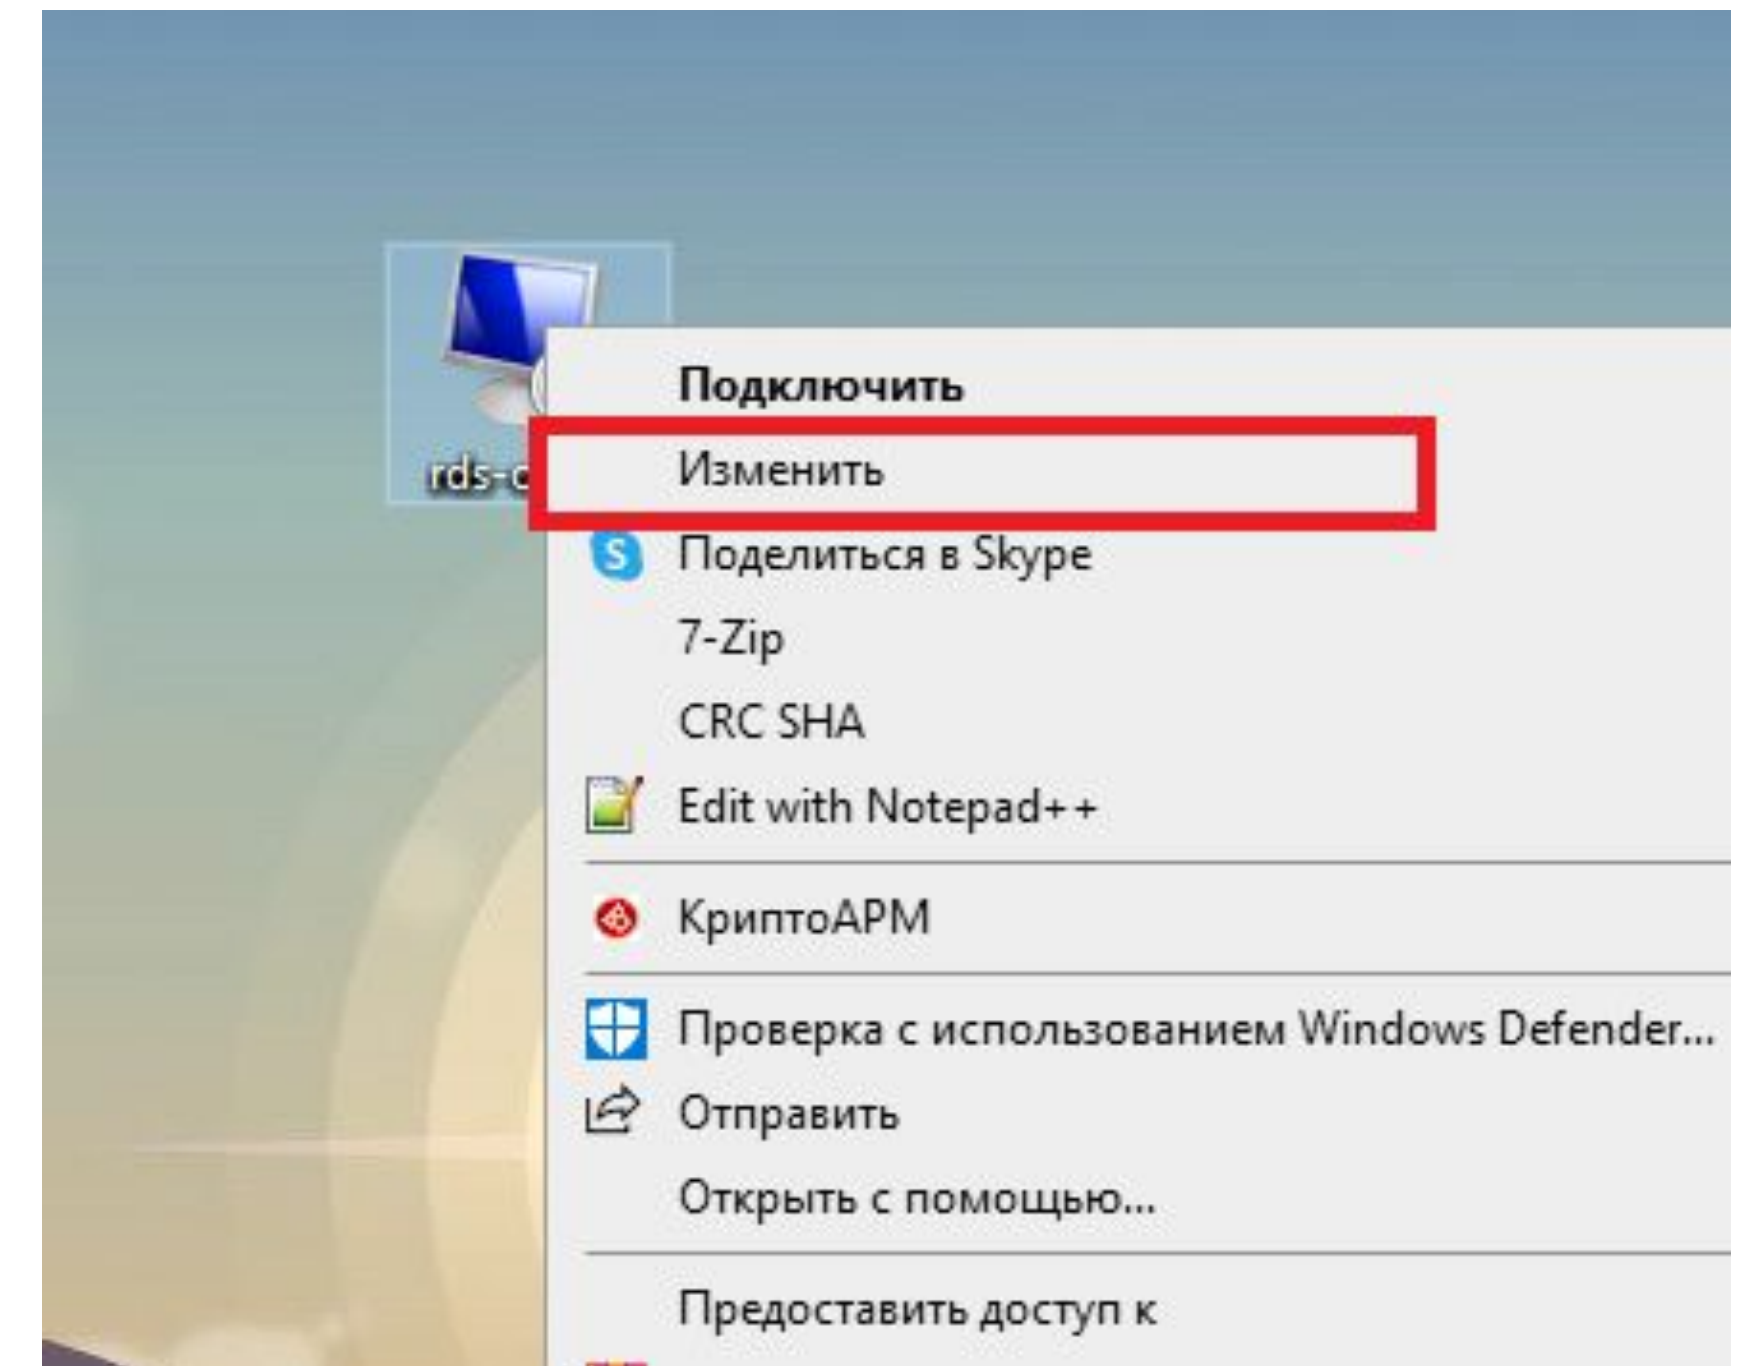 Подключить
Изменить
Поделиться в Skype
7-Zip
CRC SHA
Edit with Notepad++
КриптоАРМ
Проверка с использованием Windows Defender...
Отправить
Открыть с помощью...
Предоставить доступ к